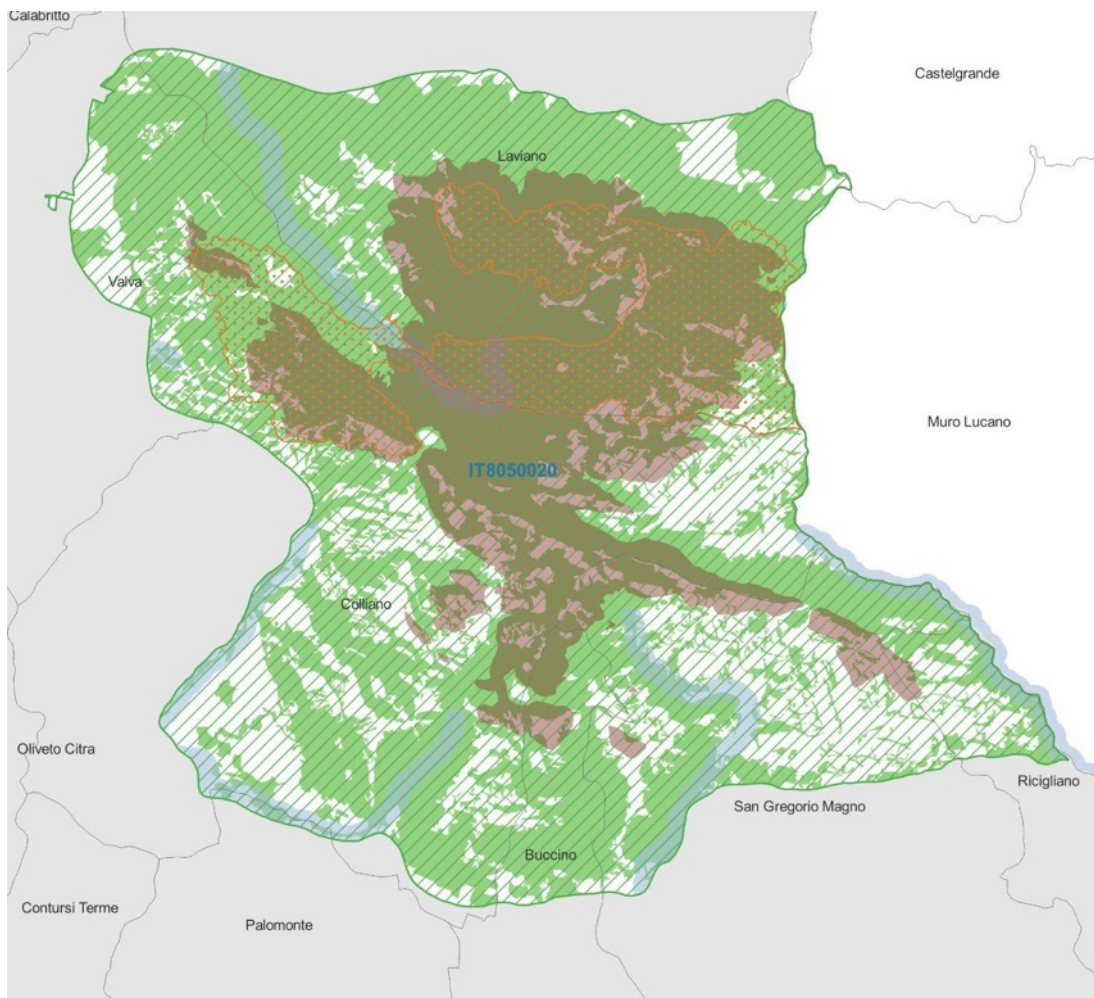 Calabritto
Castelgrande
Laviano
Valva
Muro Lucano
IT8050020
Colliano
Oliveto Citra
Ricigliano
San Gregorio Magno
Buccino
Contursi Terme
Palomonte